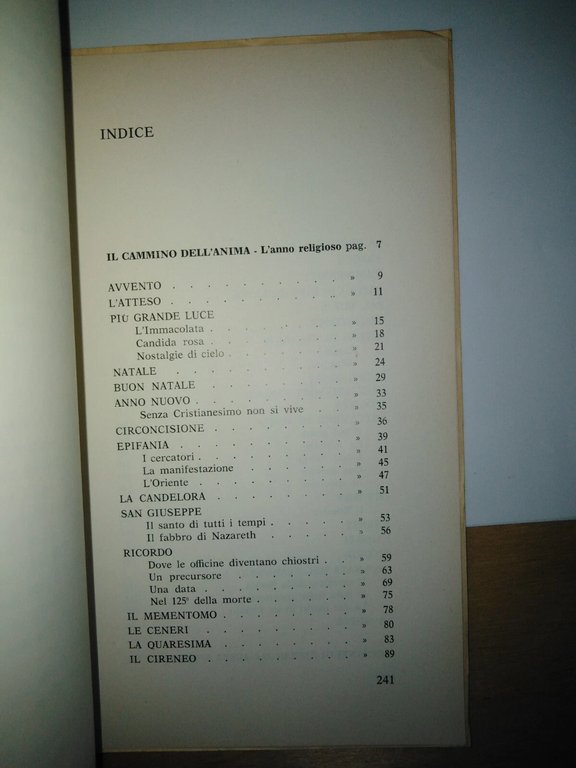 INDICE
IL CAMMINO DELL'ANIMA - L'anno religioso pag. 7
AVVENTO . . . . . . . . . . » 9
L'ATTESO . . . . . . . . . . » 11
PIÙ GRANDE LUCE
L'Immacolata . . . . . . . . » 15
Candida rosa . . . . . . . . » 18
Nostalgie di cielo . . . . . . . » 21
NATALE . . . . . . . . . . » 24
BUON NATALE . . . . . . . . » 29
ANNO NUOVO . . . . . . . . » 33
Senza Cristianesimo non si vive . . . » 35
CIRCONCISIONE . . . . . . . . » 36
EPIFANIA . . . . . . . . . . » 39
I cercatori . . . . . . . . . » 41
La manifestazione . . . . . . . » 45
L'Oriente . . . . . . . . . » 47
LA CANDELORA . . . . . . . . » 51
SAN GIUSEPPE
Il santo di tutti i tempi . . . . . » 53
Il fabbro di Nazareth . . . . . . » 56
RICORDO
Dove le officine diventano chiostri . . » 59
Un precursore . . . . . . . . » 63
Una data . . . . . . . . . » 69
Nel 125° della morte . . . . . . » 75
IL MEMENTOMO . . . . . . . . » 78
LE CENERI . . . . . . . . . » 80
LA QUARESIMA . . . . . . . . » 83
IL CIRENEO . . . . . . . . . » 89
241